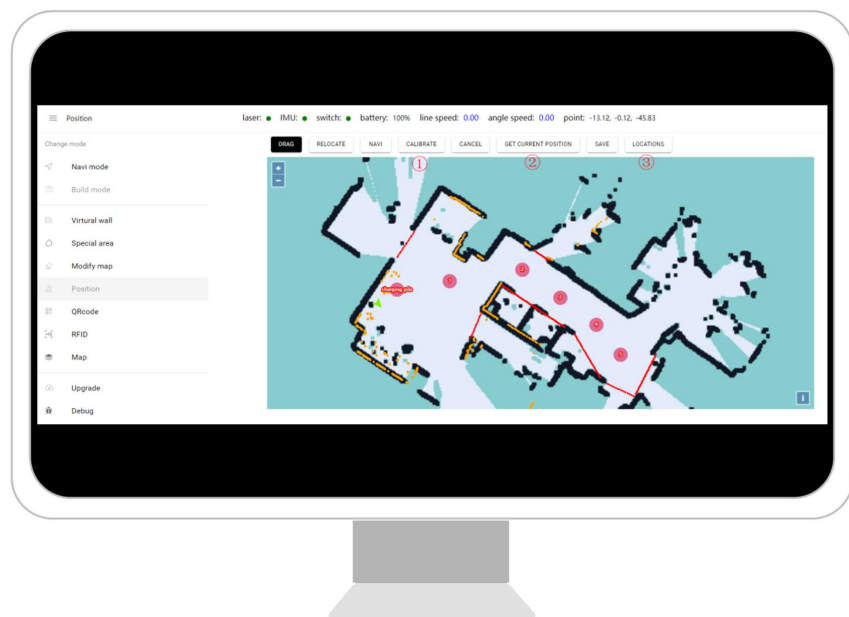 Position
laser: IMU: switch: battery: 100% line speed: 0.00 angle speed: 0.00 point: -13.12, -0.12, -45.83
Change mode
DRAG RELOCATE NAVI CALIBRATE CANCEL GET CURRENT POSITION SAVE LOCATIONS
① ② ③
Navi mode
Build mode
+
−
Virtural wall
Special area
Modify map
Position
charging pile
QRcode
RFID
Map
Upgrade
i
Debug